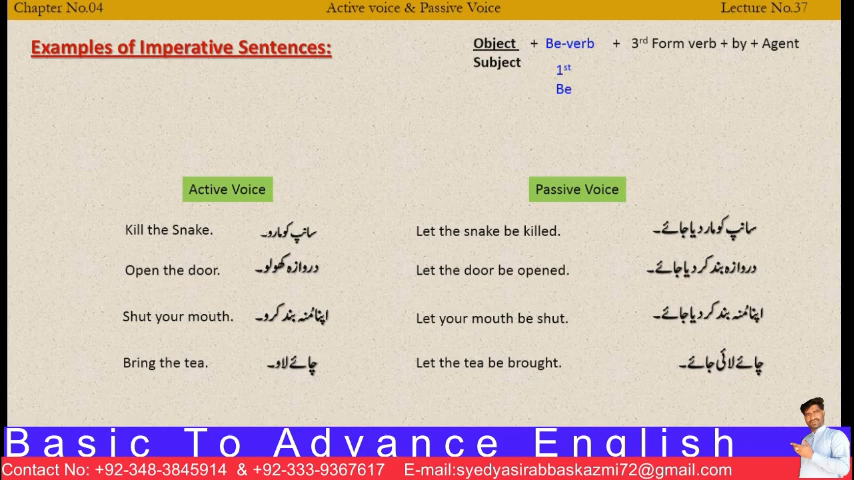 Chapter No.04 Active voice & Passive Voice Lecture No.37
Examples of Imperative Sentences:
Object + Be-verb + 3rd Form verb + by + Agent
Subject 1st
Be
Active Voice Passive Voice
Kill the Snake. سانپ کو مارو۔ Let the snake be killed. سانپ کو مار دیا جائے۔
Open the door. دروازہ کھولو۔ Let the door be opened. دروازہ بند کر دیا جائے۔
Shut your mouth. اپنا مُنہ بند کرو۔ Let your mouth be shut. اپنا مُنہ بند کر دیا جائے۔
Bring the tea. چائے لاو۔ Let the tea be brought. چائے لائی جائے۔
Basic To Advance English
Contact No: +92-348-3845914 & +92-333-9367617 E-mail:syedyasirabbaskazmi72@gmail.com